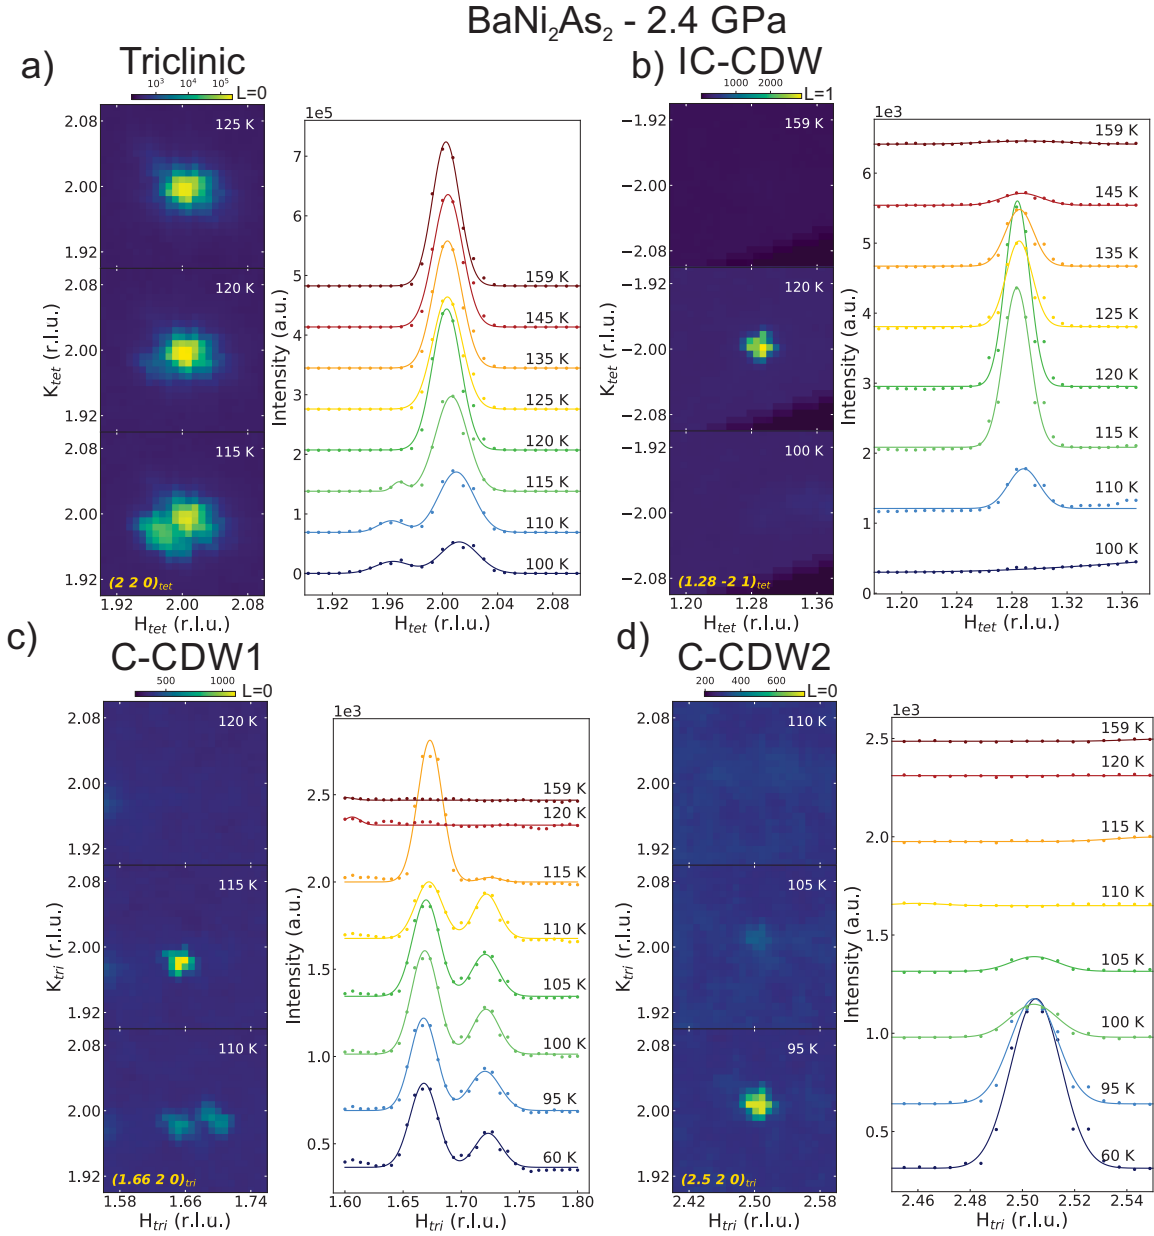 BaNi₂As₂ - 2.4 GPa
a)
Triclinic
10³ 10⁴ 10⁵
L=0
125 K
2.08
2.00
1.92
120 K
2.08
2.00
1.92
115 K
2.08
2.00
1.92
(2 2 0)tet
1.92 2.00 2.08
Htet (r.l.u.)
Ktet (r.l.u.)
1e5
7
6
5
4
3
2
1
0
Intensity (a.u.)
159 K
145 K
135 K
125 K
120 K
115 K
110 K
100 K
1.92 1.96 2.00 2.04 2.08
Htet (r.l.u.)
b)
IC-CDW
1000 2000
L=1
159 K
−1.92
−2.00
−2.08
120 K
−1.92
−2.00
−2.08
100 K
−1.92
−2.00
−2.08
(1.28 -2 1)tet
1.20 1.28 1.36
Htet (r.l.u.)
Ktet (r.l.u.)
1e3
6
5
4
3
2
1
0
Intensity (a.u.)
159 K
145 K
135 K
125 K
120 K
115 K
110 K
100 K
1.20 1.24 1.28 1.32 1.36
Htet (r.l.u.)
c)
C-CDW1
500 1000
L=0
120 K
2.08
2.00
1.90
115 K
2.08
2.00
1.90
110 K
2.08
2.00
1.92
(1.66 2 0)tri
1.58 1.66 1.74
Htri (r.l.u.)
Ktri (r.l.u.)
1e3
2.5
2.0
1.5
1.0
0.5
Intensity (a.u.)
159 K
120 K
115 K
110 K
105 K
100 K
95 K
60 K
1.60 1.65 1.70 1.75 1.80
Htri (r.l.u.)
d)
C-CDW2
200 400 600
L=0
110 K
2.08
2.00
1.90
105 K
2.08
2.00
1.90
95 K
2.08
2.00
1.92
(2.5 2 0)tri
2.42 2.50 2.58
Htri (r.l.u.)
Ktri (r.l.u.)
1e3
2.5
2.0
1.5
1.0
0.5
Intensity (a.u.)
159 K
120 K
115 K
110 K
105 K
100 K
95 K
60 K
2.46 2.48 2.50 2.52 2.54
Htri (r.l.u.)